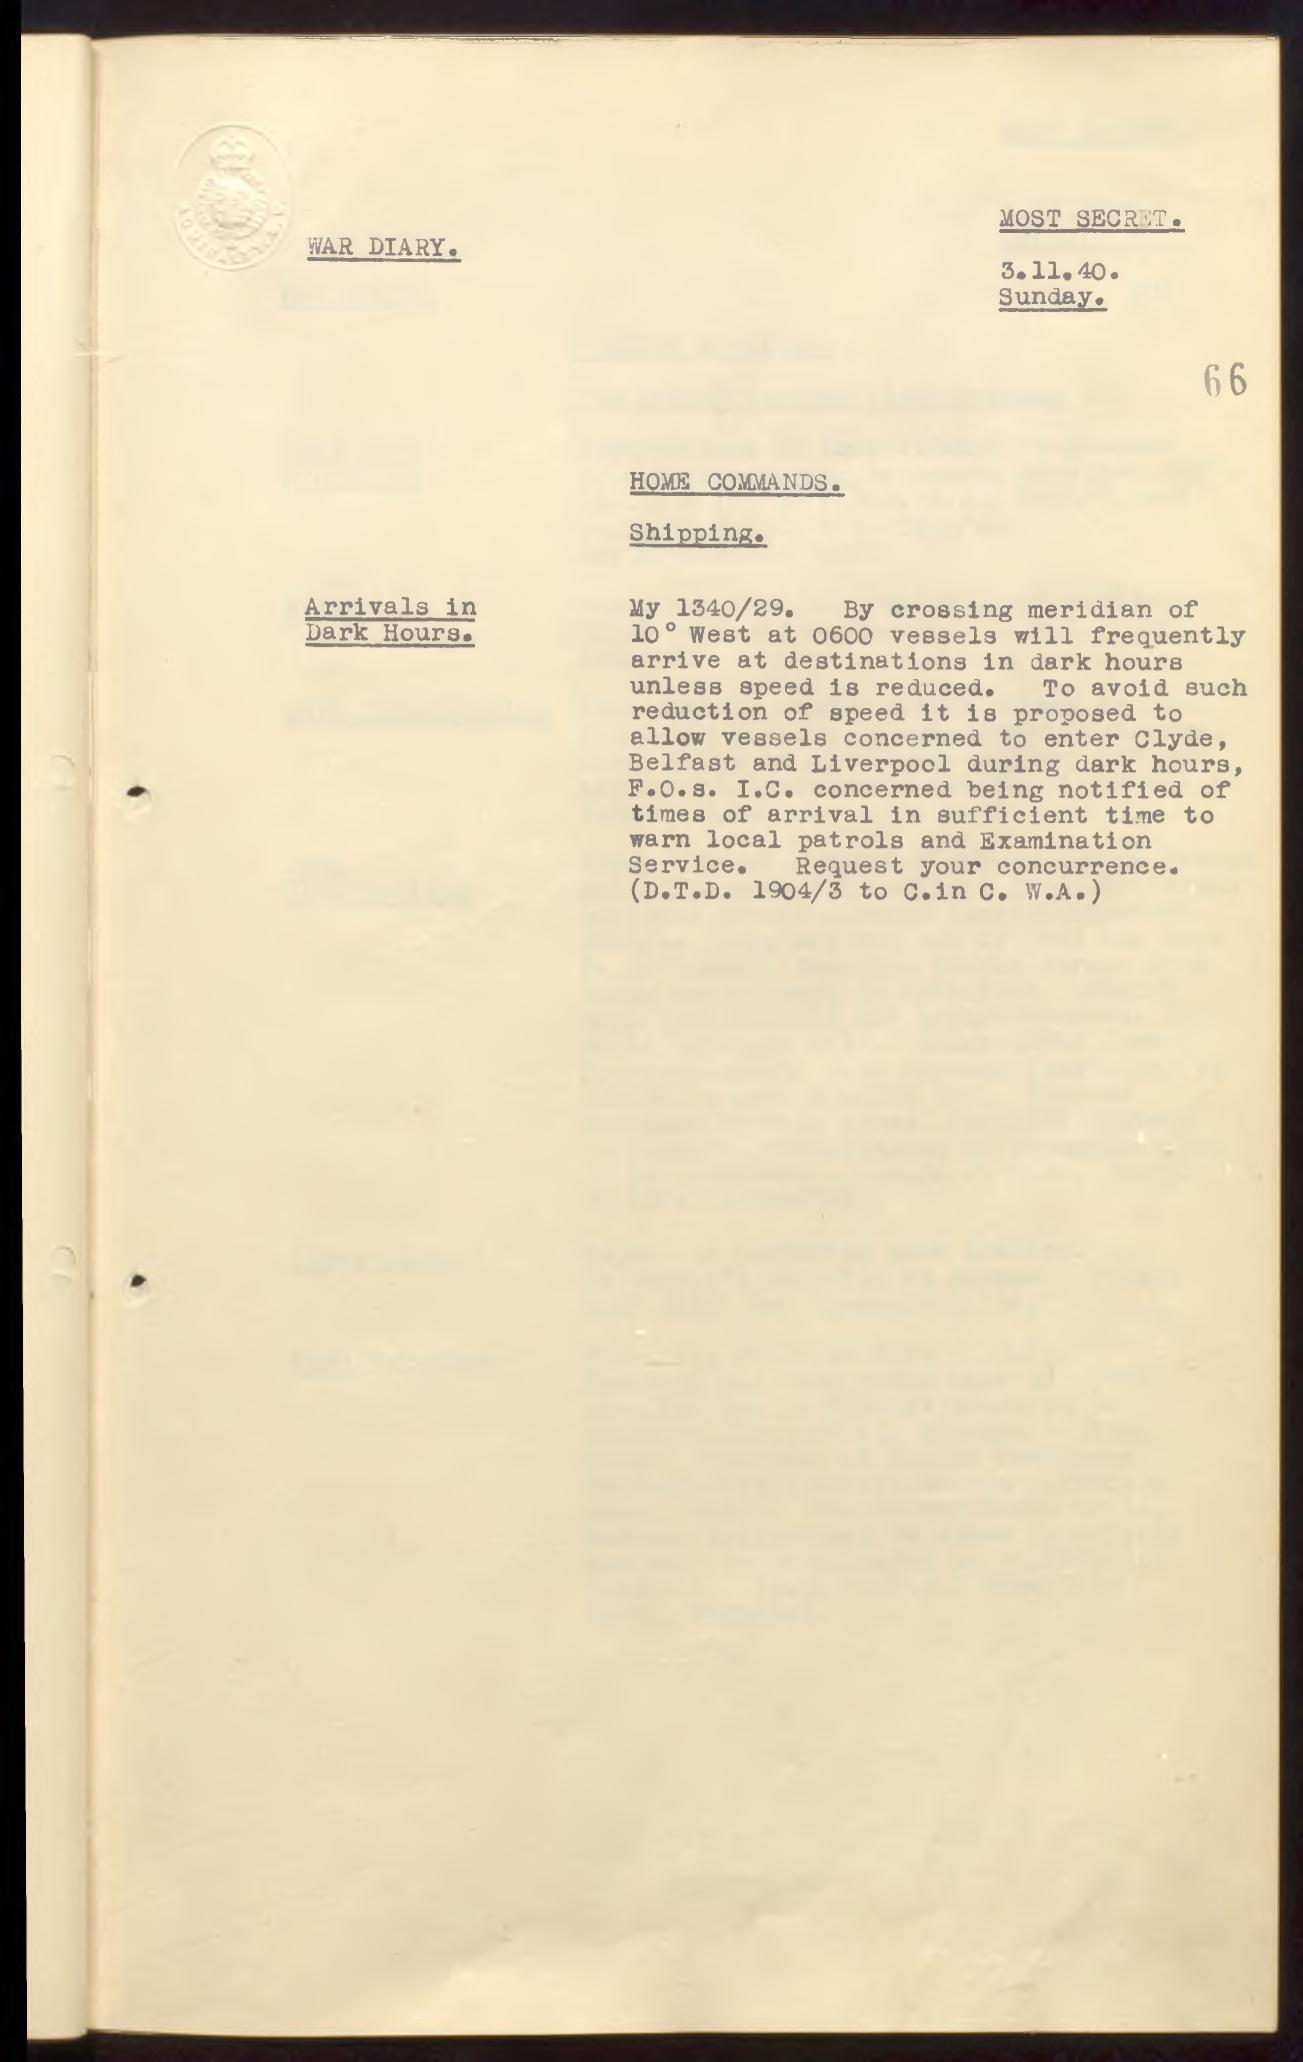 MOST SECRET.
WAR DIARY.
3.11.40.
Sunday.
66
HOME COMMANDS.
Shipping.
Arrivals in
Dark Hours.
My 1340/29. By crossing meridian of
10° West at 0600 vessels will frequently
arrive at destinations in dark hours
unless speed is reduced. To avoid such
reduction of speed it is proposed to
allow vessels concerned to enter Clyde,
Belfast and Liverpool during dark hours,
F.O.s. I.C. concerned being notified of
times of arrival in sufficient time to
warn local patrols and Examination
Service. Request your concurrence.
(D.T.D. 1904/3 to C.in C. W.A.)